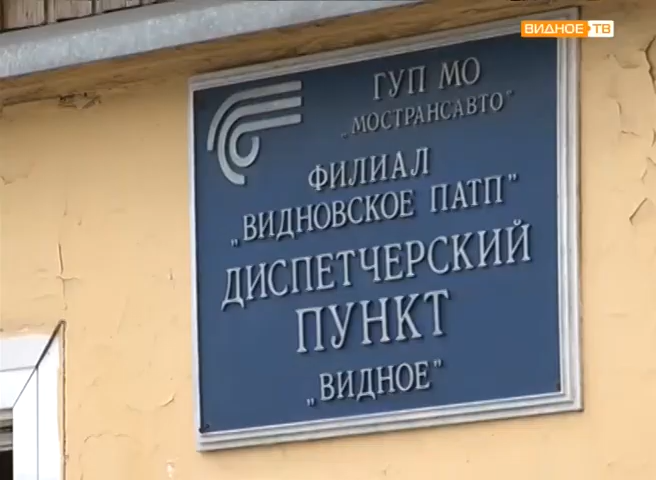 ВИДНОЕ ТВ
ГУП МО
„МОСТРАНСАВТО"
ФИЛИАЛ
„ВИДНОВСКОЕ ПАТП"
ДИСПЕТЧЕРСКИЙ
ПУНКТ
„ВИДНОЕ"